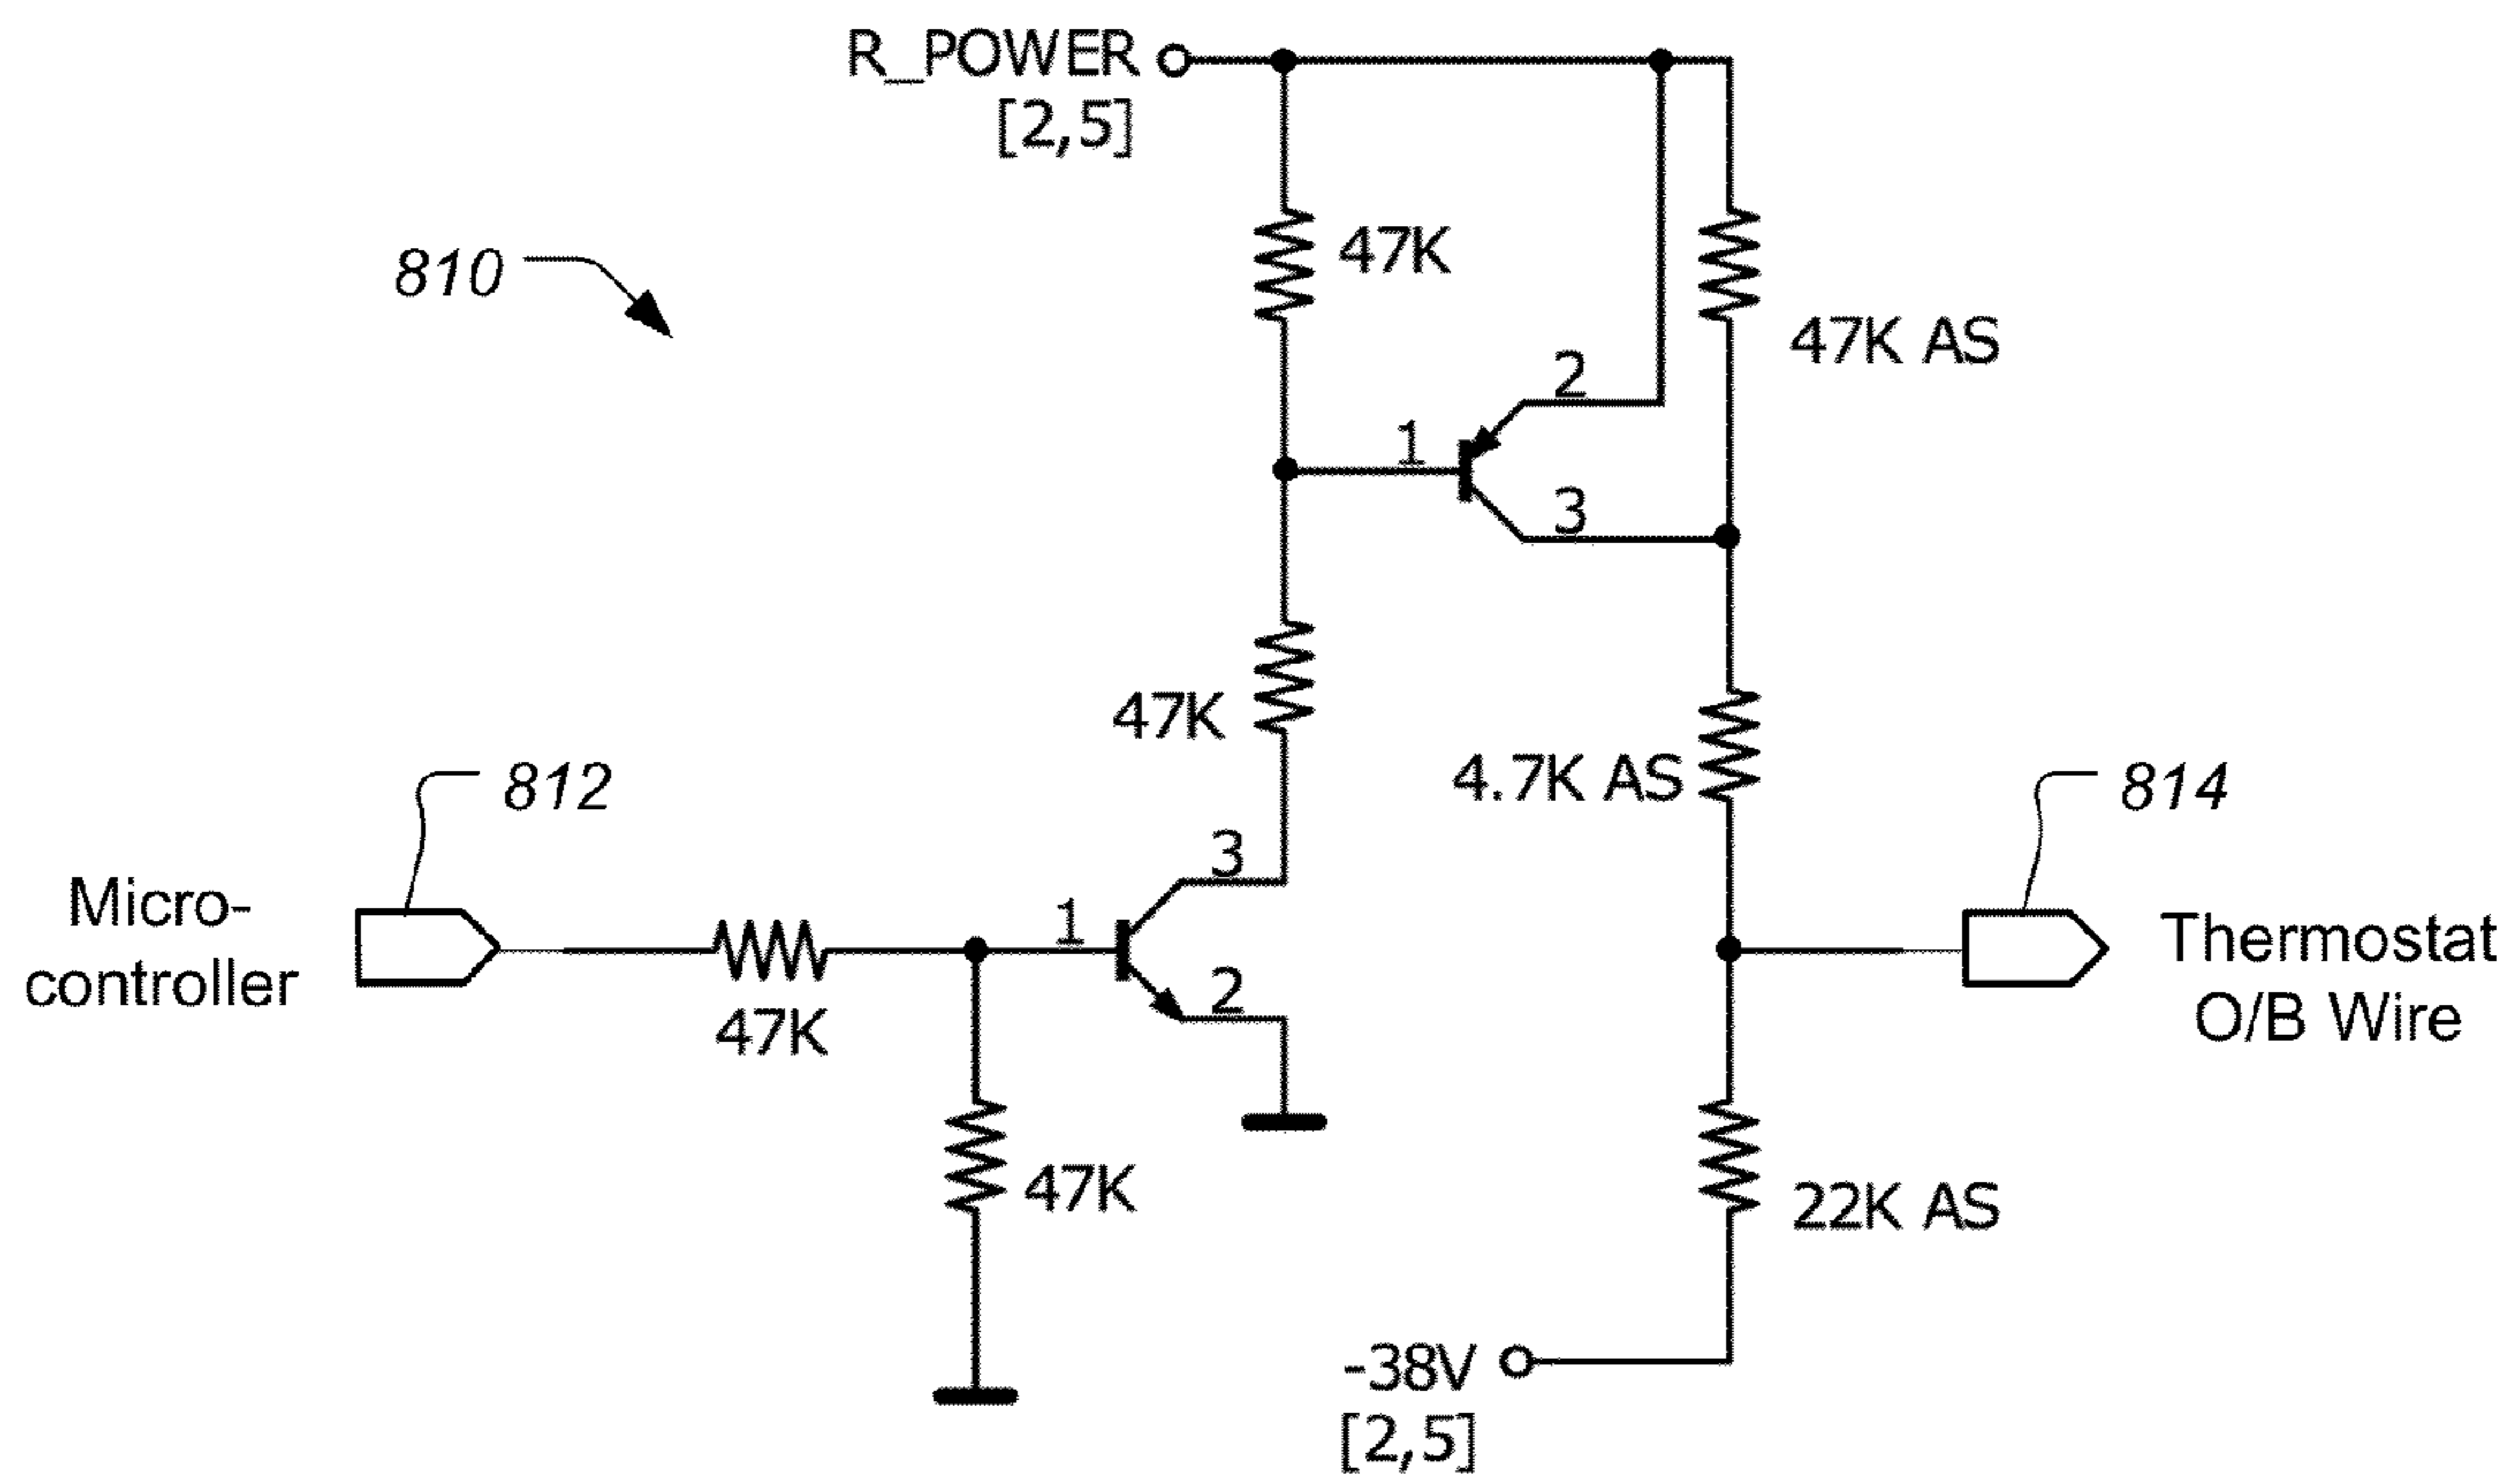 R_POWER
[2,5]
810
47K
47K AS
2
1
3
47K
4.7K AS
812
814
3
Micro-
controller
1
2
Thermostat
O/B Wire
47K
47K
22K AS
-38V
[2,5]